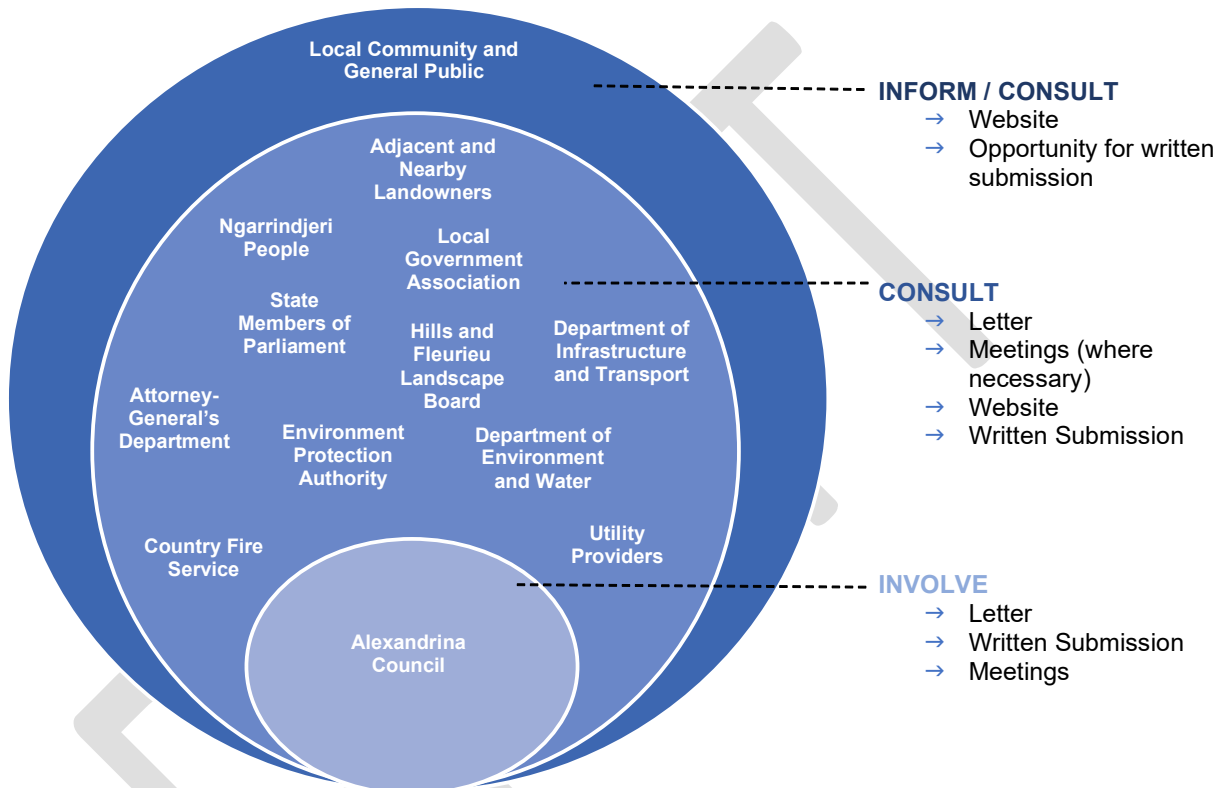 Local Community and
General Public
Adjacent and
Nearby
Landowners
Ngarrindjeri
People
Local
Government
Association
State
Members of
Parliament
Hills and
Fleurieu
Landscape
Board
Department of
Infrastructure
and Transport
Attorney-
General’s
Department
Environment
Protection
Authority
Department of
Environment
and Water
Country Fire
Service
Utility
Providers
Alexandrina
Council
INFORM / CONSULT
→ Website
→ Opportunity for written
submission
CONSULT
→ Letter
→ Meetings (where
necessary)
→ Website
→ Written Submission
INVOLVE
→ Letter
→ Written Submission
→ Meetings